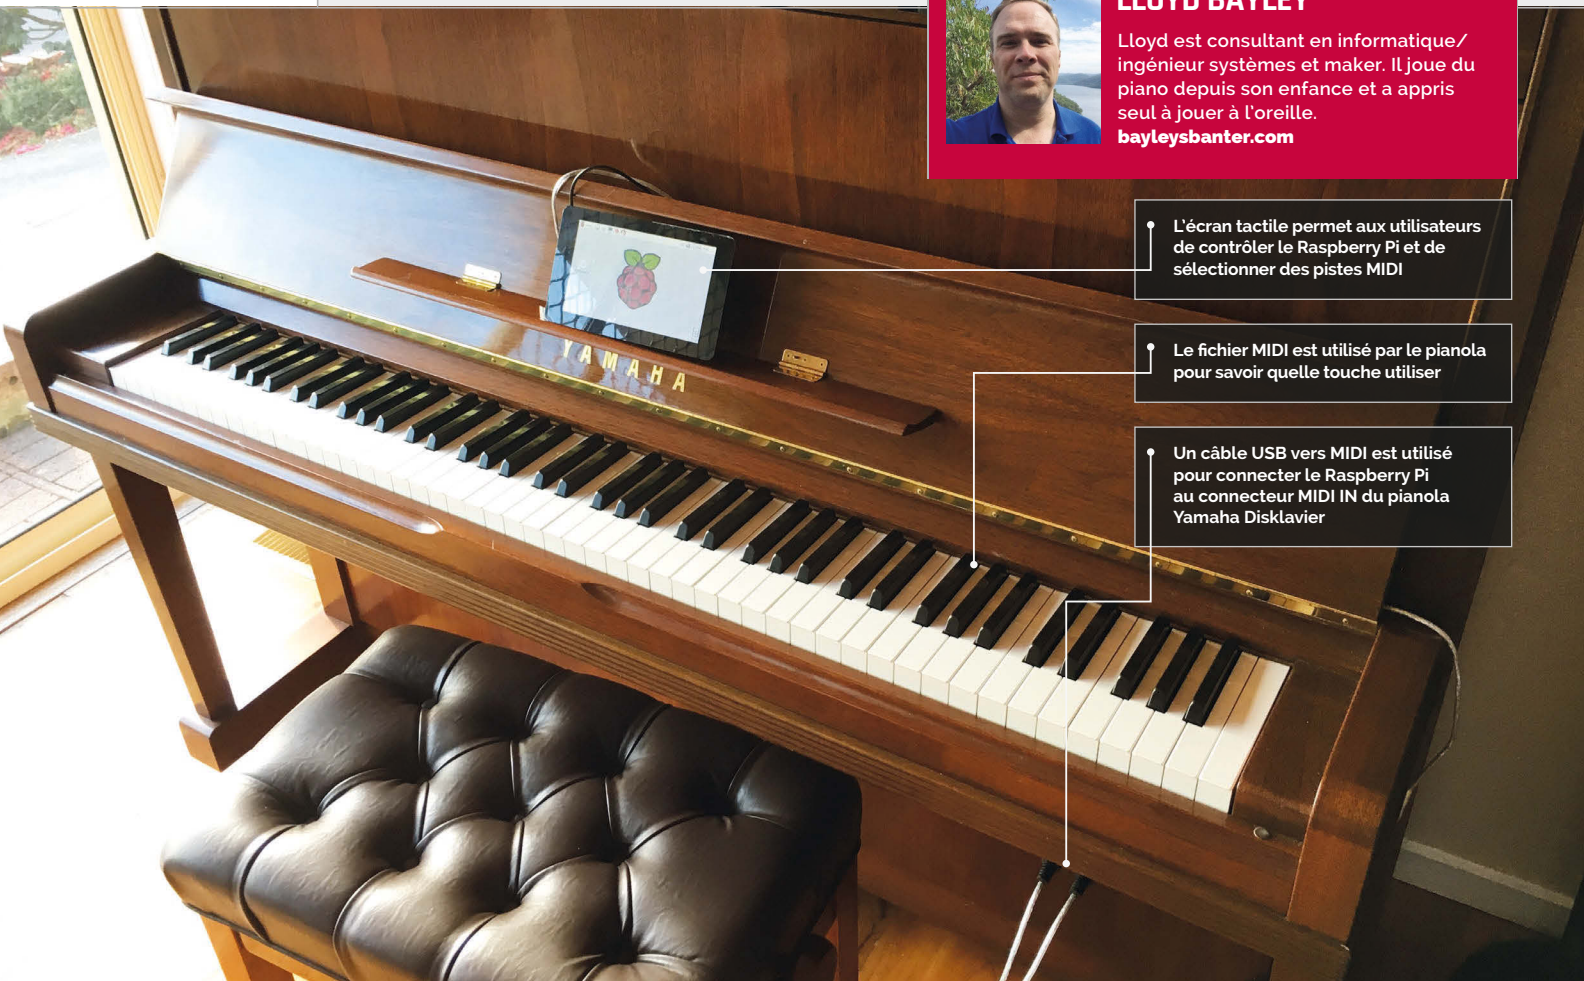 LLOYD BAYLEY
Lloyd est consultant en informatique/
ingénieur systèmes et maker. Il joue du
piano depuis son enfance et a appris
seul à jouer à l'oreille.
bayleysbanter.com
L'écran tactile permet aux utilisateurs
de contrôler le Raspberry Pi et de
sélectionner des pistes MIDI
Le fichier MIDI est utilisé par le pianola
pour savoir quelle touche utiliser
Un câble USB vers MIDI est utilisé
pour connecter le Raspberry Pi
au connecteur MIDI IN du pianola
Yamaha Disklavier
YAMAHA